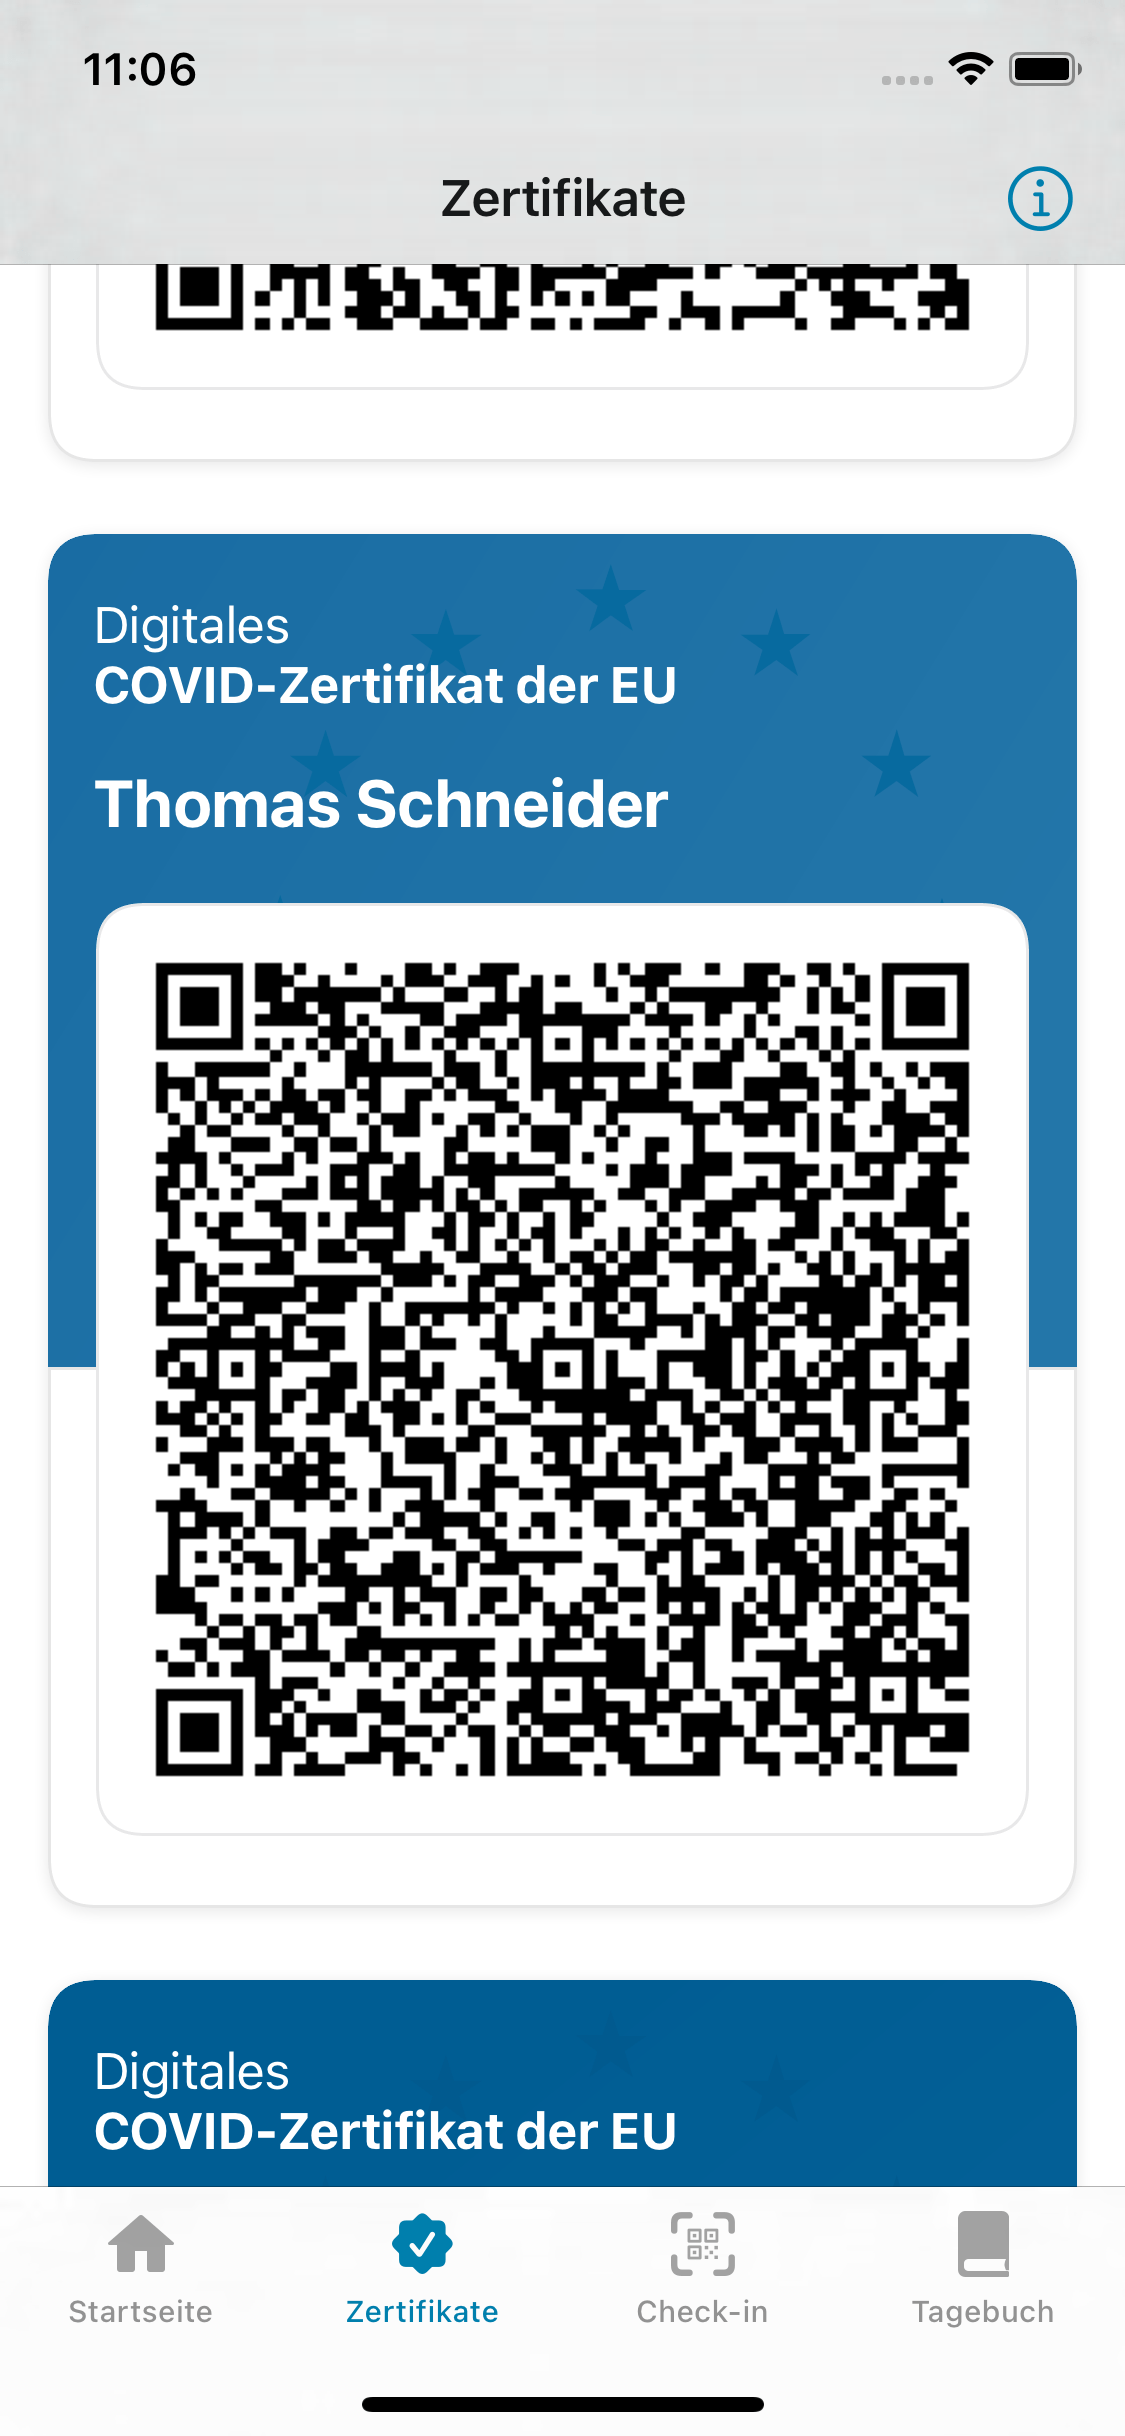 11:06
Zertifikate
Digitales
COVID-Zertifikat der EU
Thomas Schneider
Digitales
COVID-Zertifikat der EU
Startseite
Zertifikate
Check-in
Tagebuch